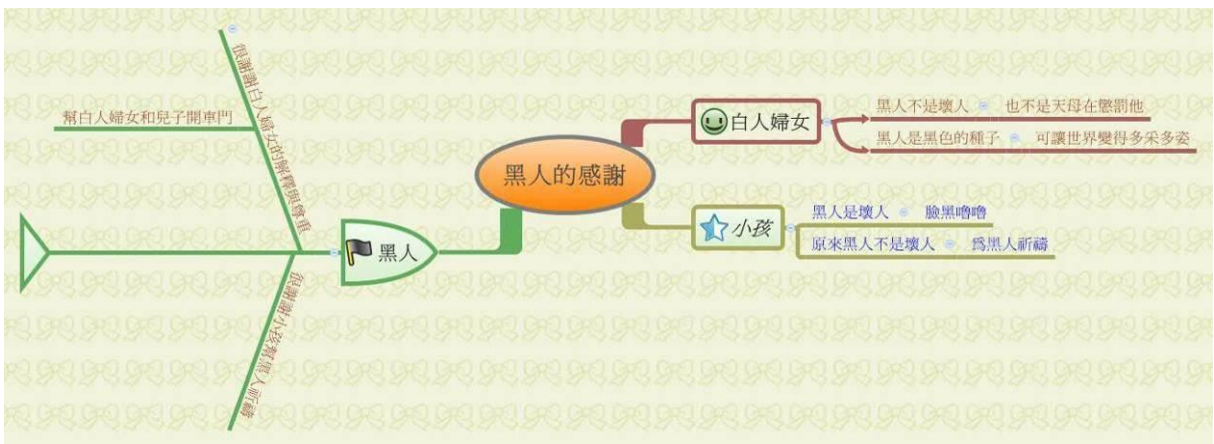 黑人的感謝
白人婦女
黑人不是壞人
也不是天母在懲罰他
黑人是黑色的種子
可讓世界變得多采多姿
小孩
黑人是壞人
臉黑嚕嚕
原來黑人不是壞人
爲黑人祈禱
黑人
很謝謝白人婦女的解釋與尊重
幫白人婦女和兒子開車門
很謝謝小孩幫黑人祈禱